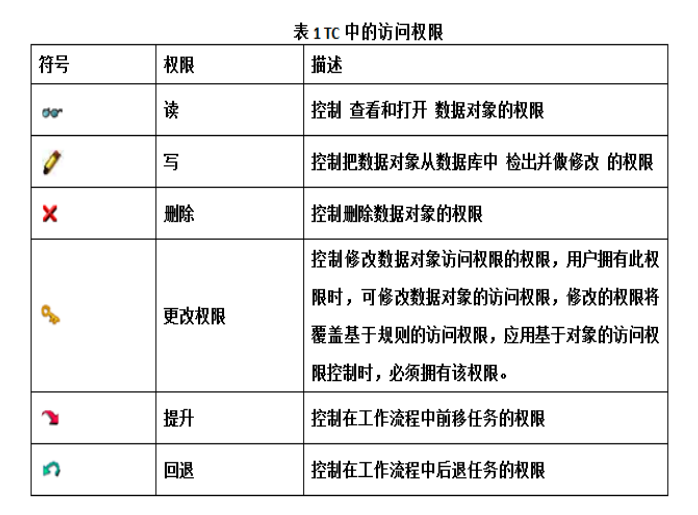 表 1 TC 中的访问权限
符号 权限 描述
读 控制 查看和打开 数据对象的权限
写 控制把数据对象从数据库中 检出并做修改 的权限
删除 控制删除数据对象的权限
更改权限 控制修改数据对象访问权限的权限，用户拥有此权
限时，可修改数据对象的访问权限，修改的权限将
覆盖基于规则的访问权限，应用基于对象的访问权
限控制时，必须拥有该权限。
提升 控制在工作流程中前移任务的权限
回退 控制在工作流程中后退任务的权限